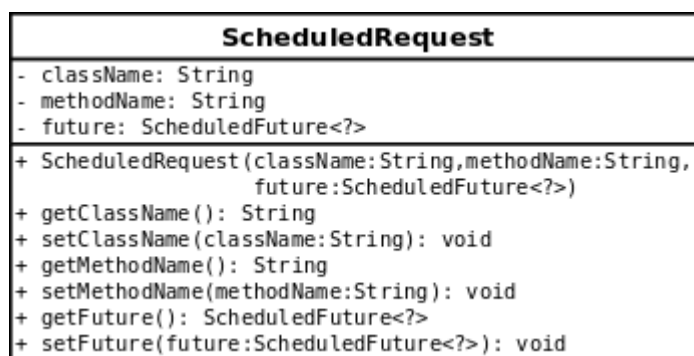 ScheduledRequest
- className: String
- methodName: String
- future: ScheduledFuture<?>
+ ScheduledRequest(className:String,methodName:String,
future:ScheduledFuture<?>)
+ getClassName(): String
+ setClassName(className:String): void
+ getMethodName(): String
+ setMethodName(methodName:String): void
+ getFuture(): ScheduledFuture<?>
+ setFuture(future:ScheduledFuture<?>): void